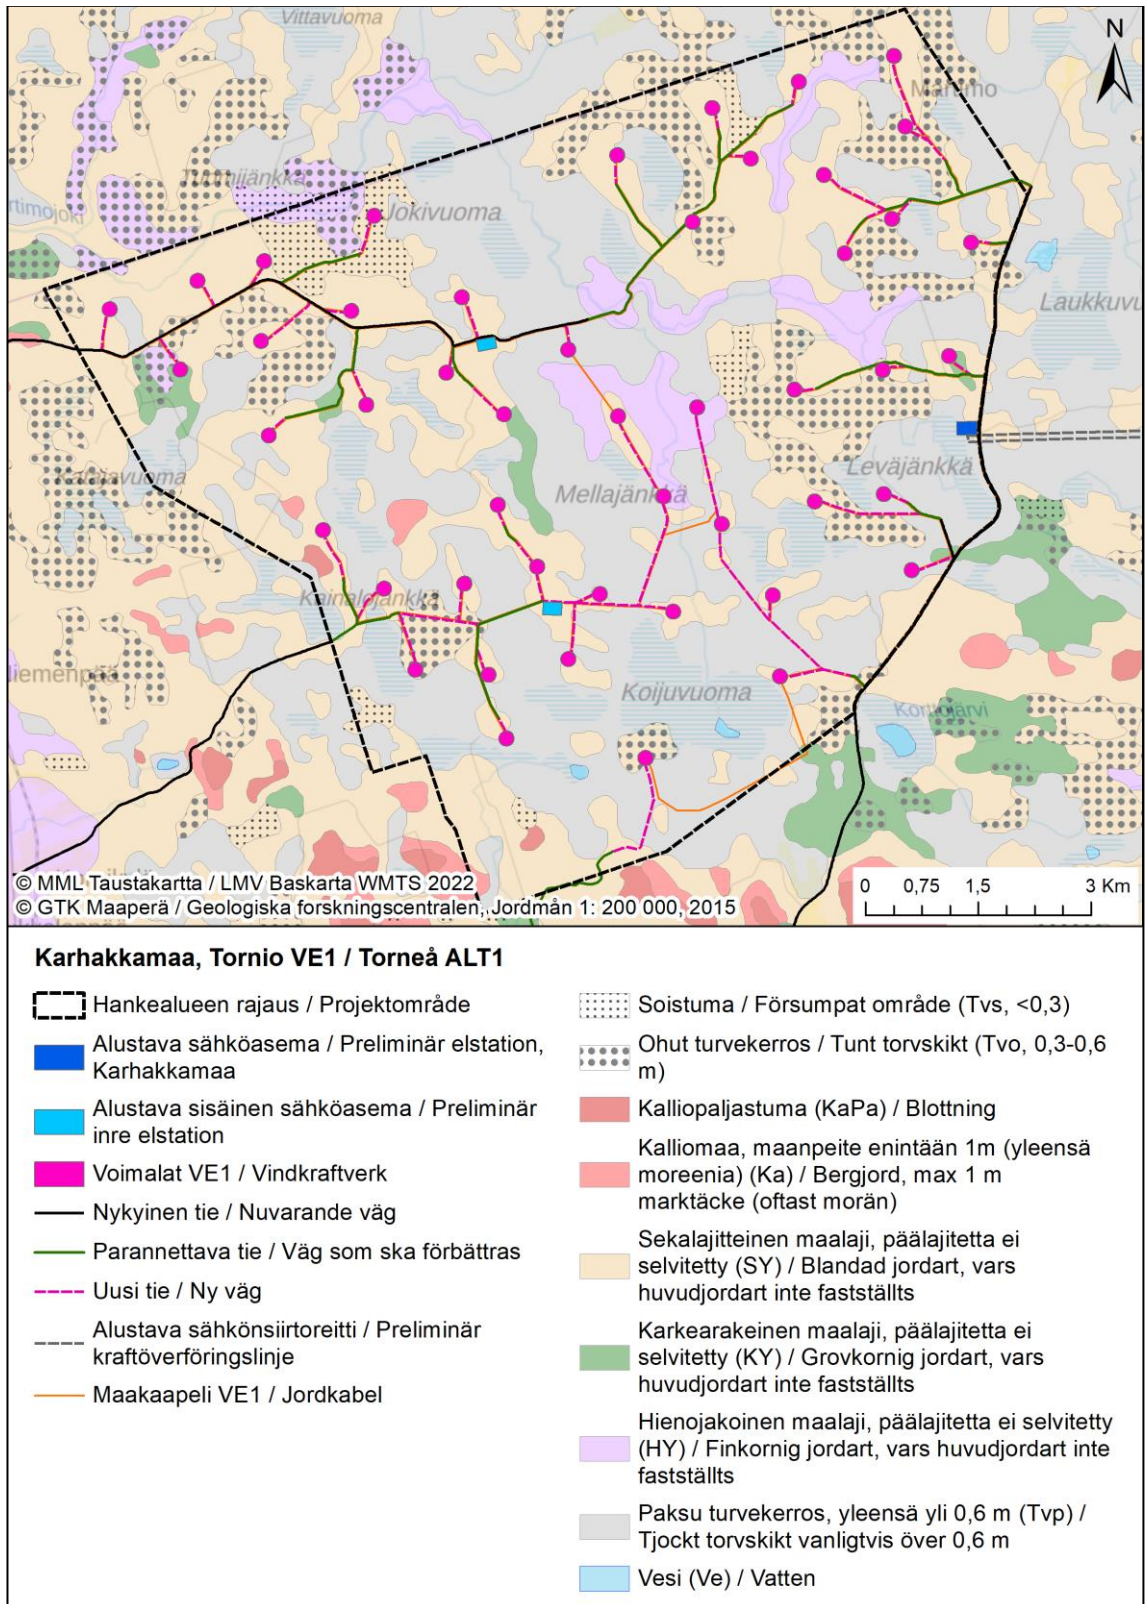 Vittavuoma
N
Martimo
Tuumijänkkä
rtimojoki
Jokivuoma
Laukkuvu
Leväjänkkä
Katajavuoma
Mellajänkkä
Kainalojänkkä
liemenpää
Koijuvuoma
Korttojärvi
© MML Taustakartta / LMV Baskarta WMTS 2022
© GTK Maaperä / Geologiska forskningscentralen, Jordmån 1: 200 000, 2015
0 0,75 1,5 3 Km
Karhakkamaa, Tornio VE1 / Torneå ALT1
Hankealueen rajaus / Projektområde
Alustava sähköasema / Preliminär elstation,
Karhakkamaa
Alustava sisäinen sähköasema / Preliminär
inre elstation
Voimalat VE1 / Vindkraftverk
Nykyinen tie / Nuvarande väg
Parannettava tie / Väg som ska förbättras
Uusi tie / Ny väg
Alustava sähkönsiirtoreitti / Preliminär
kraftöverföringslinje
Maakaapeli VE1 / Jordkabel
Soistuma / Försumpat område (Tvs, <0,3)
Ohut turvekerros / Tunt torvskikt (Tvo, 0,3-0,6
m)
Kalliopaljastuma (KaPa) / Blottning
Kalliomaa, maanpeite enintään 1m (yleensä
moreenia) (Ka) / Bergjord, max 1 m
marktäcke (oftast morän)
Sekalajitteinen maalaji, päälajitetta ei
selvitetty (SY) / Blandad jordart, vars
huvudjordart inte fastställts
Karkearakeinen maalaji, päälajitetta ei
selvitetty (KY) / Grovkornig jordart, vars
huvudjordart inte fastställts
Hienojakoinen maalaji, päälajitetta ei selvitetty
(HY) / Finkornig jordart, vars huvudjordart inte
fastställts
Paksu turvekerros, yleensä yli 0,6 m (Tvp) /
Tjockt torvskikt vanligtvis över 0,6 m
Vesi (Ve) / Vatten